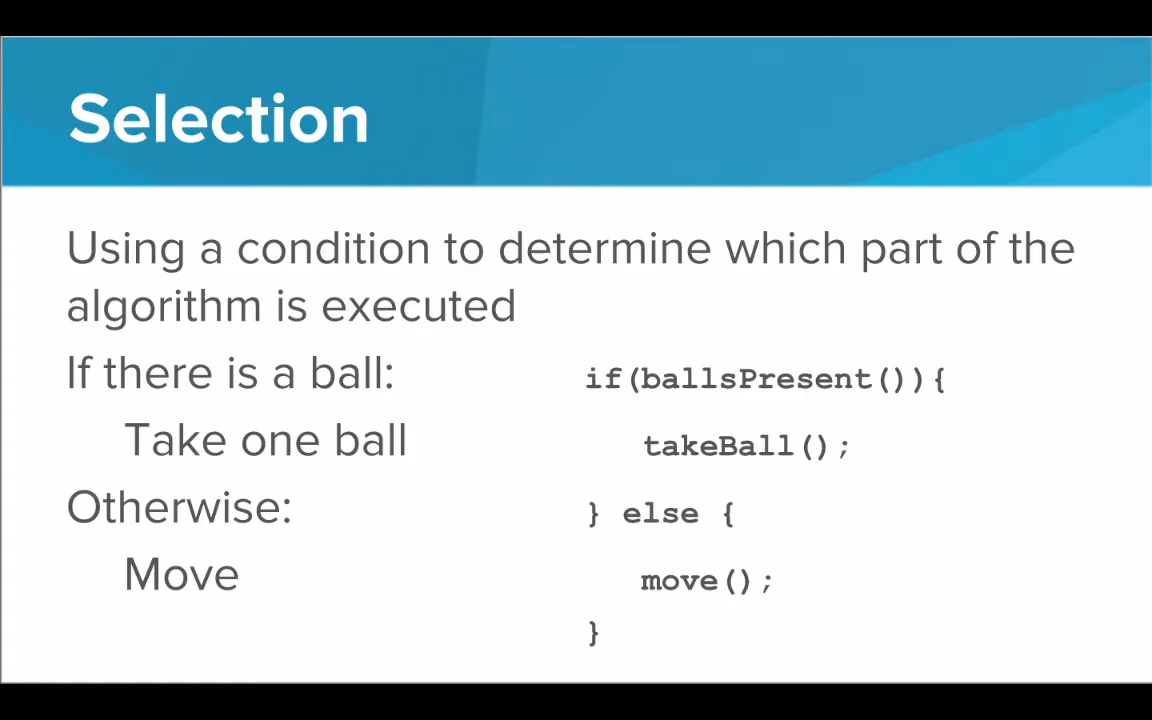 Selection
Using a condition to determine which part of the
algorithm is executed
If there is a ball:
Take one ball
Otherwise:
Move
if(ballsPresent()){
takeBall();
} else {
move();
}